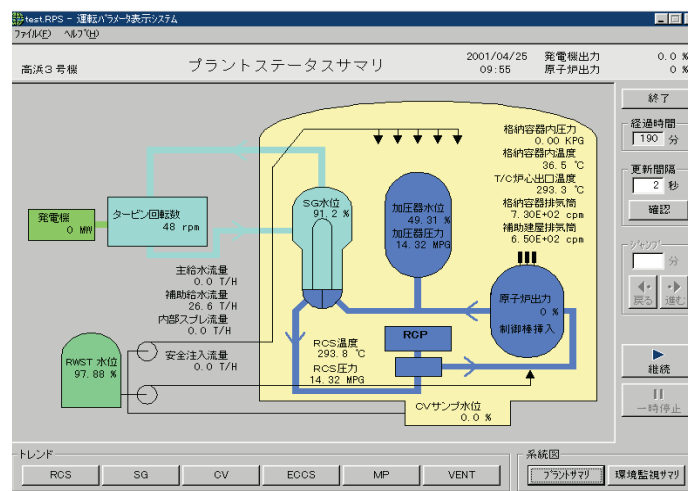 test.RPS - 運転パラメータ表示システム
ファイル(F) ヘルプ(H)
高浜3号機
プラントステータスサマリ
2001/04/25
09:55
発電機出力 0.0 %
原子炉出力 0 %
終了
経過時間
190 分
更新間隔
2 秒
確認
ジャンプ
分
戻る
進む
継続
一時停止
格納容器内圧力
0.00 KPG
格納容器内温度
36.5 ℃
T/C炉心出口温度
293.3 ℃
格納容器排気筒
7.30E+02 cpm
補助建屋排気筒
6.50E+02 cpm
SG水位
91.2 %
加圧器水位
49.31 %
加圧器圧力
14.32 MPG
発電機
0 MW
タービン回転数
48 rpm
主給水流量
0.0 T/H
補助給水流量
26.6 T/H
内部スプレ流量
0.0 T/H
安全注入流量
0.0 T/H
原子炉出力
0 %
制御棒挿入
RCP
RCS温度
293.8 ℃
RCS圧力
14.32 MPG
RWST 水位
97.88 %
CVサンプ水位
0.0 %
トレンド
RCS
SG
CV
ECCS
MP
VENT
系統図
プラントサマリ
環境監視サマリ